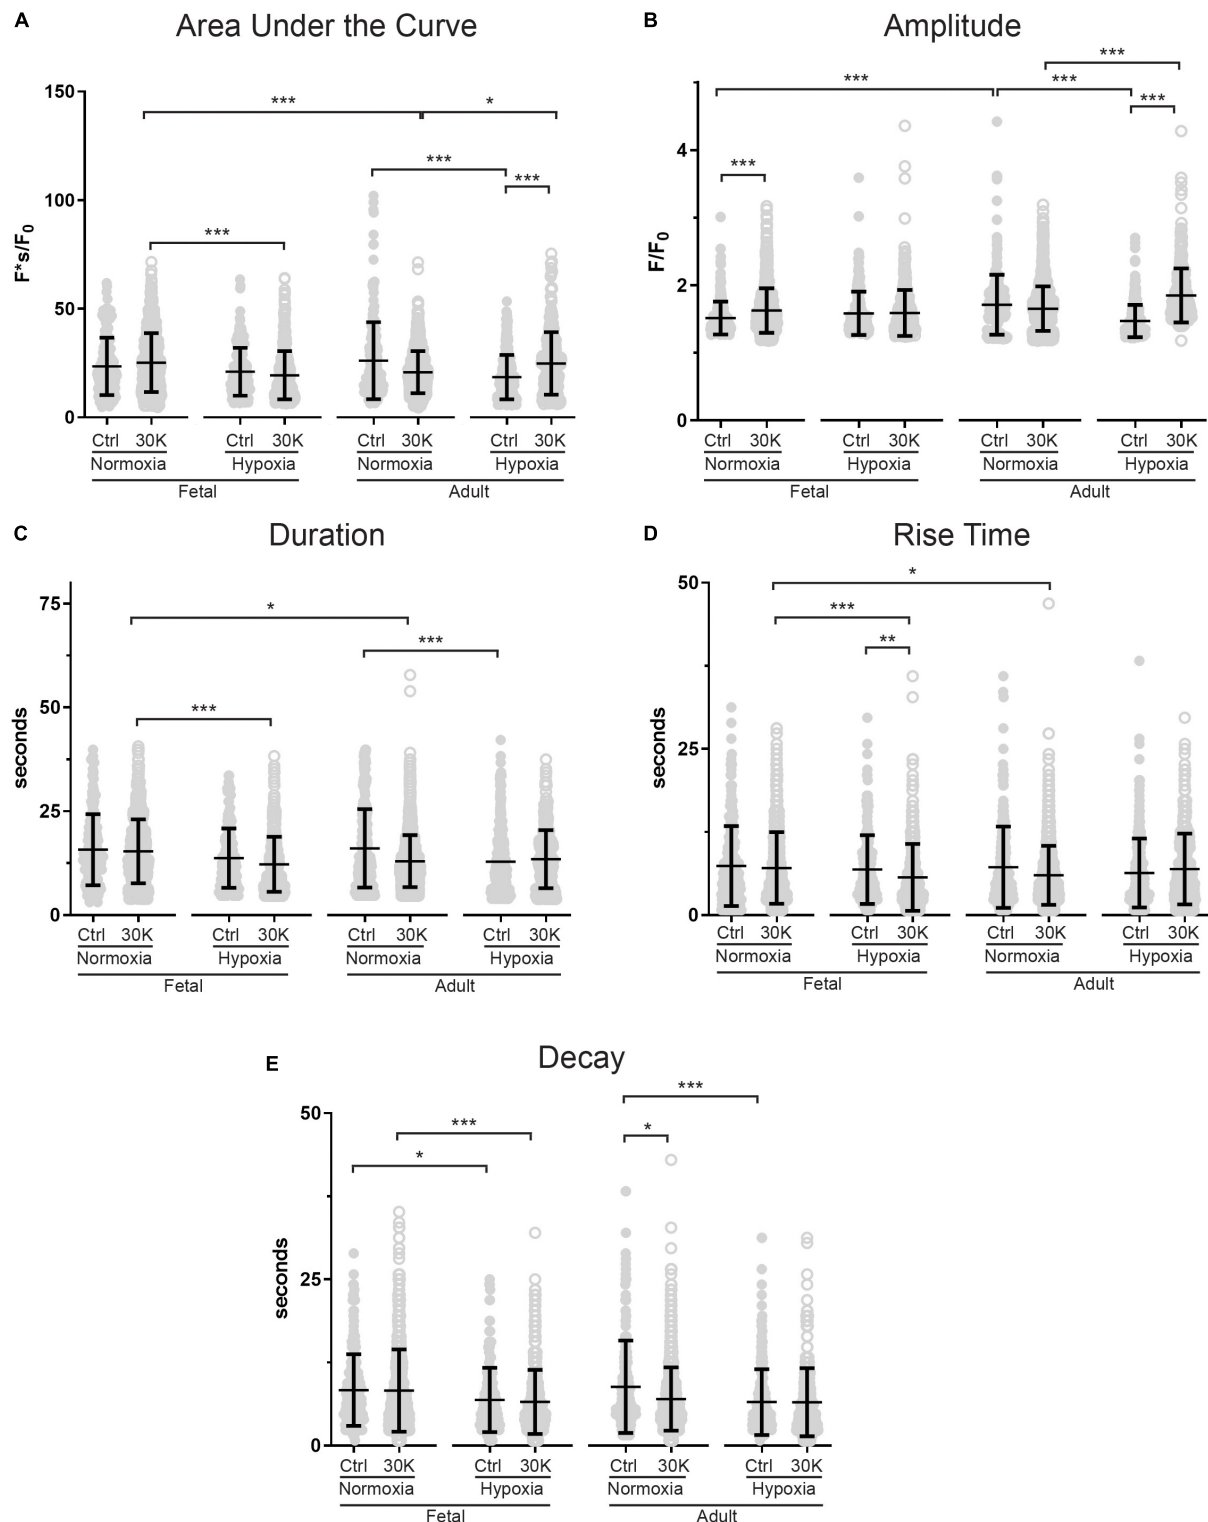 A
Area Under the Curve
***
*
***
***
***
150
100
50
0
F*s/F0
Ctrl 30K Ctrl 30K Ctrl 30K Ctrl 30K
Normoxia Hypoxia Normoxia Hypoxia
Fetal Adult
B
Amplitude
***
***
***
***
***
4
2
0
F/F0
Ctrl 30K Ctrl 30K Ctrl 30K Ctrl 30K
Normoxia Hypoxia Normoxia Hypoxia
Fetal Adult
C
Duration
*
***
***
75
50
25
0
seconds
Ctrl 30K Ctrl 30K Ctrl 30K Ctrl 30K
Normoxia Hypoxia Normoxia Hypoxia
Fetal Adult
D
Rise Time
*
***
**
50
25
0
seconds
Ctrl 30K Ctrl 30K Ctrl 30K Ctrl 30K
Normoxia Hypoxia Normoxia Hypoxia
Fetal Adult
E
Decay
***
***
*
*
50
25
0
seconds
Ctrl 30K Ctrl 30K Ctrl 30K Ctrl 30K
Normoxia Hypoxia Normoxia Hypoxia
Fetal Adult